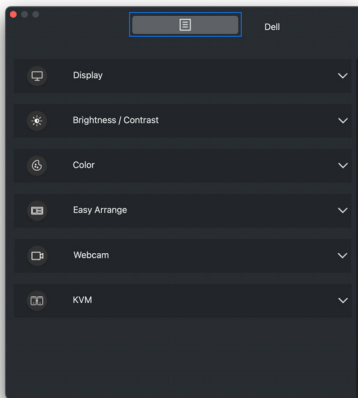 Dell
Display
Brightness / Contrast
Color
Easy Arrange
Webcam
KVM